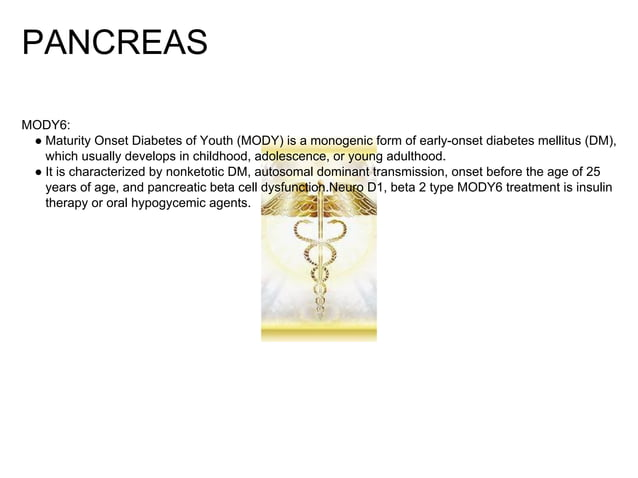 PANCREAS
MODY6:
● Maturity Onset Diabetes of Youth (MODY) is a monogenic form of early-onset diabetes mellitus (DM),
which usually develops in childhood, adolescence, or young adulthood.
● It is characterized by nonketotic DM, autosomal dominant transmission, onset before the age of 25
years of age, and pancreatic beta cell dysfunction.Neuro D1, beta 2 type MODY6 treatment is insulin
therapy or oral hypogycemic agents.